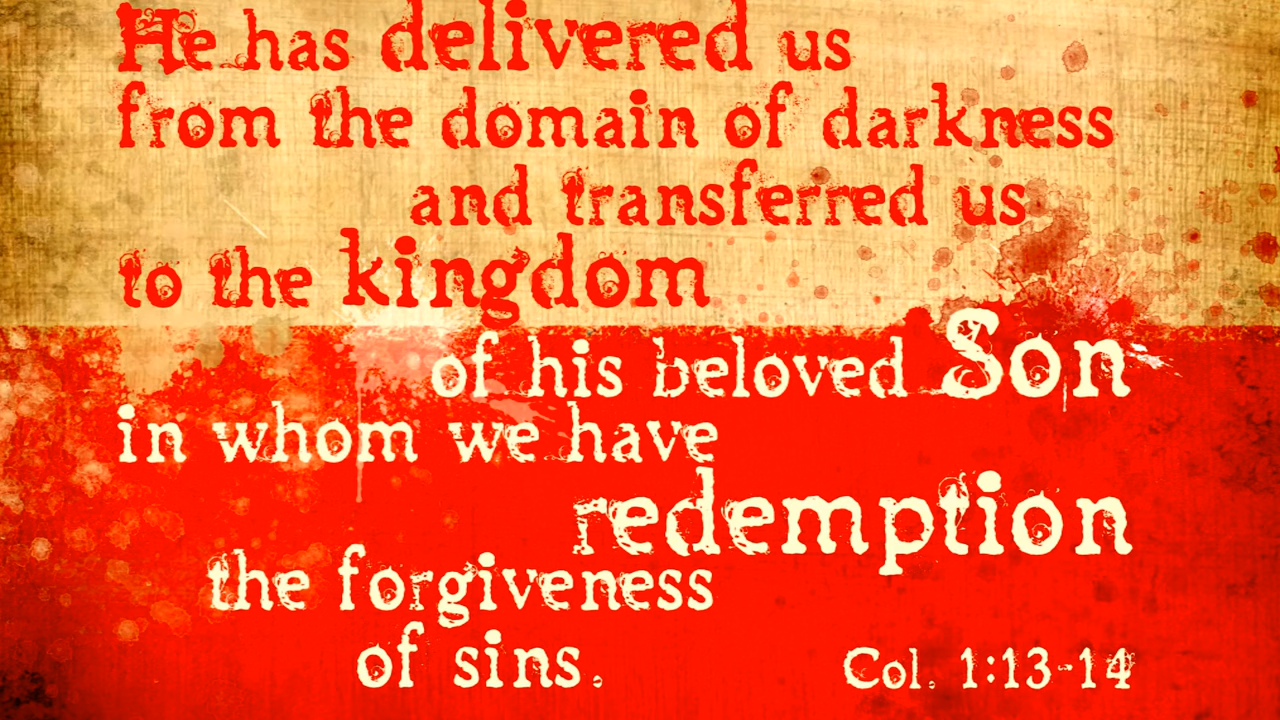 He has delivered us
from the domain of darkness
and transferred us
to the kingdom
of his beloved Son
in whom we have
redemption
the forgiveness
of sins.
Col. 1:13-14